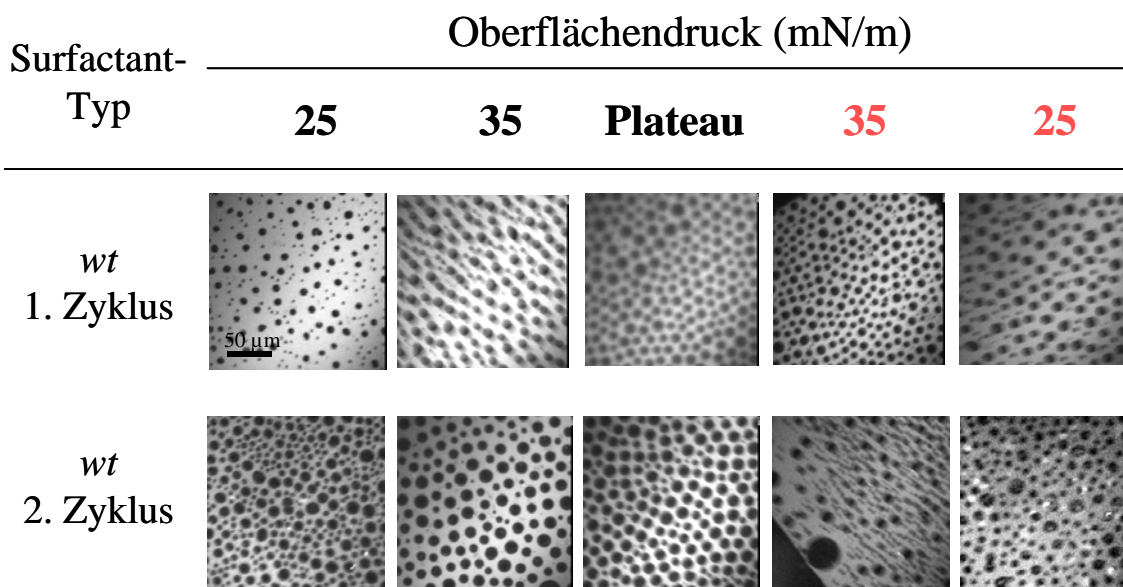 Oberflächendruck (mN/m)
Surfactant-
Typ
25 35 Plateau 35 25
wt
1. Zyklus
50 µm
wt
2. Zyklus